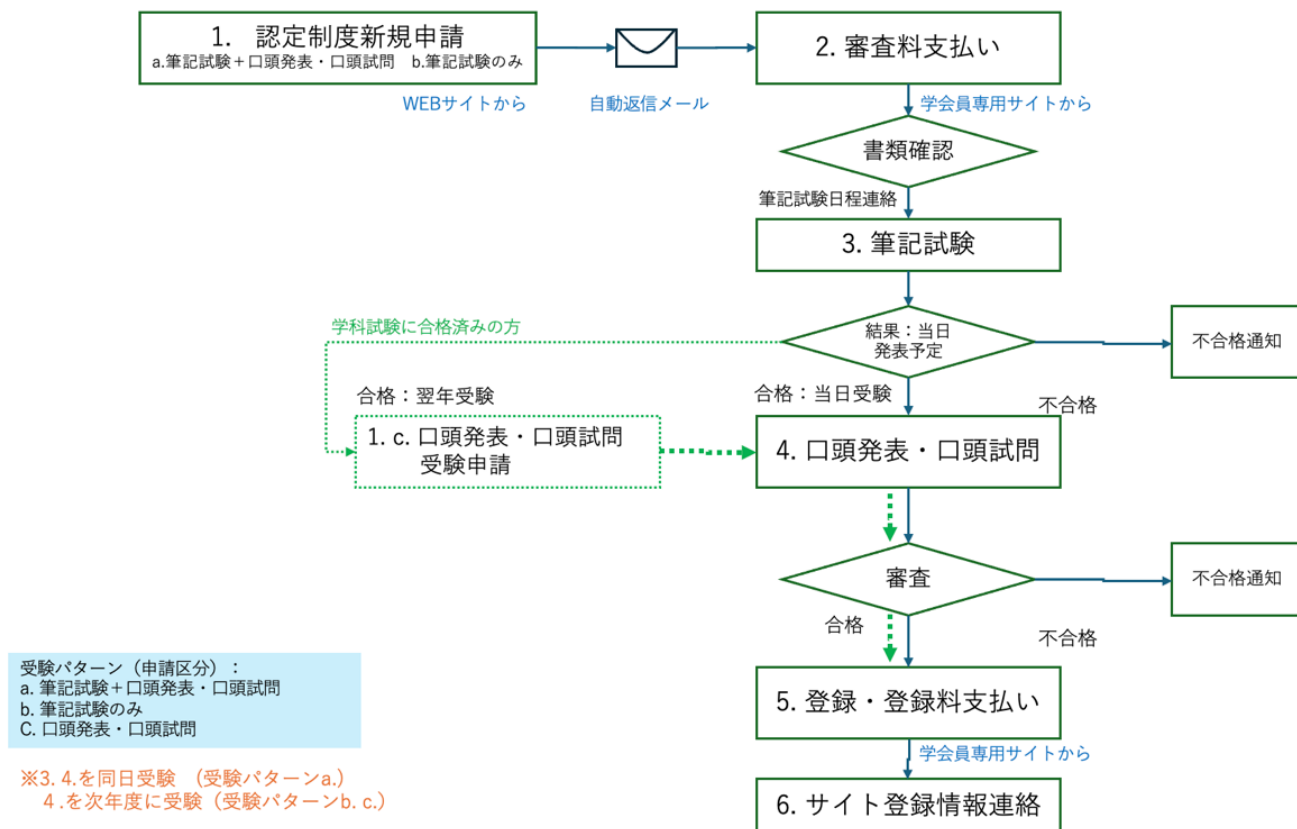 1. 認定制度新規申請
a.筆記試験＋口頭発表・口頭試問 b.筆記試験のみ
WEBサイトから
自動返信メール
2. 審査料支払い
学会員専用サイトから
書類確認
筆記試験日程連絡
3. 筆記試験
学科試験に合格済みの方
結果：当日
発表予定
不合格通知
合格：翌年受験
合格：当日受験
不合格
1. c. 口頭発表・口頭試問
受験申請
4. 口頭発表・口頭試問
審査
不合格通知
合格
不合格
受験パターン（申請区分）：
a. 筆記試験＋口頭発表・口頭試問
b. 筆記試験のみ
C. 口頭発表・口頭試問
5. 登録・登録料支払い
学会員専用サイトから
※3. 4.を同日受験 （受験パターンa.）
4 .を次年度に受験（受験パターンb. c.）
6. サイト登録情報連絡